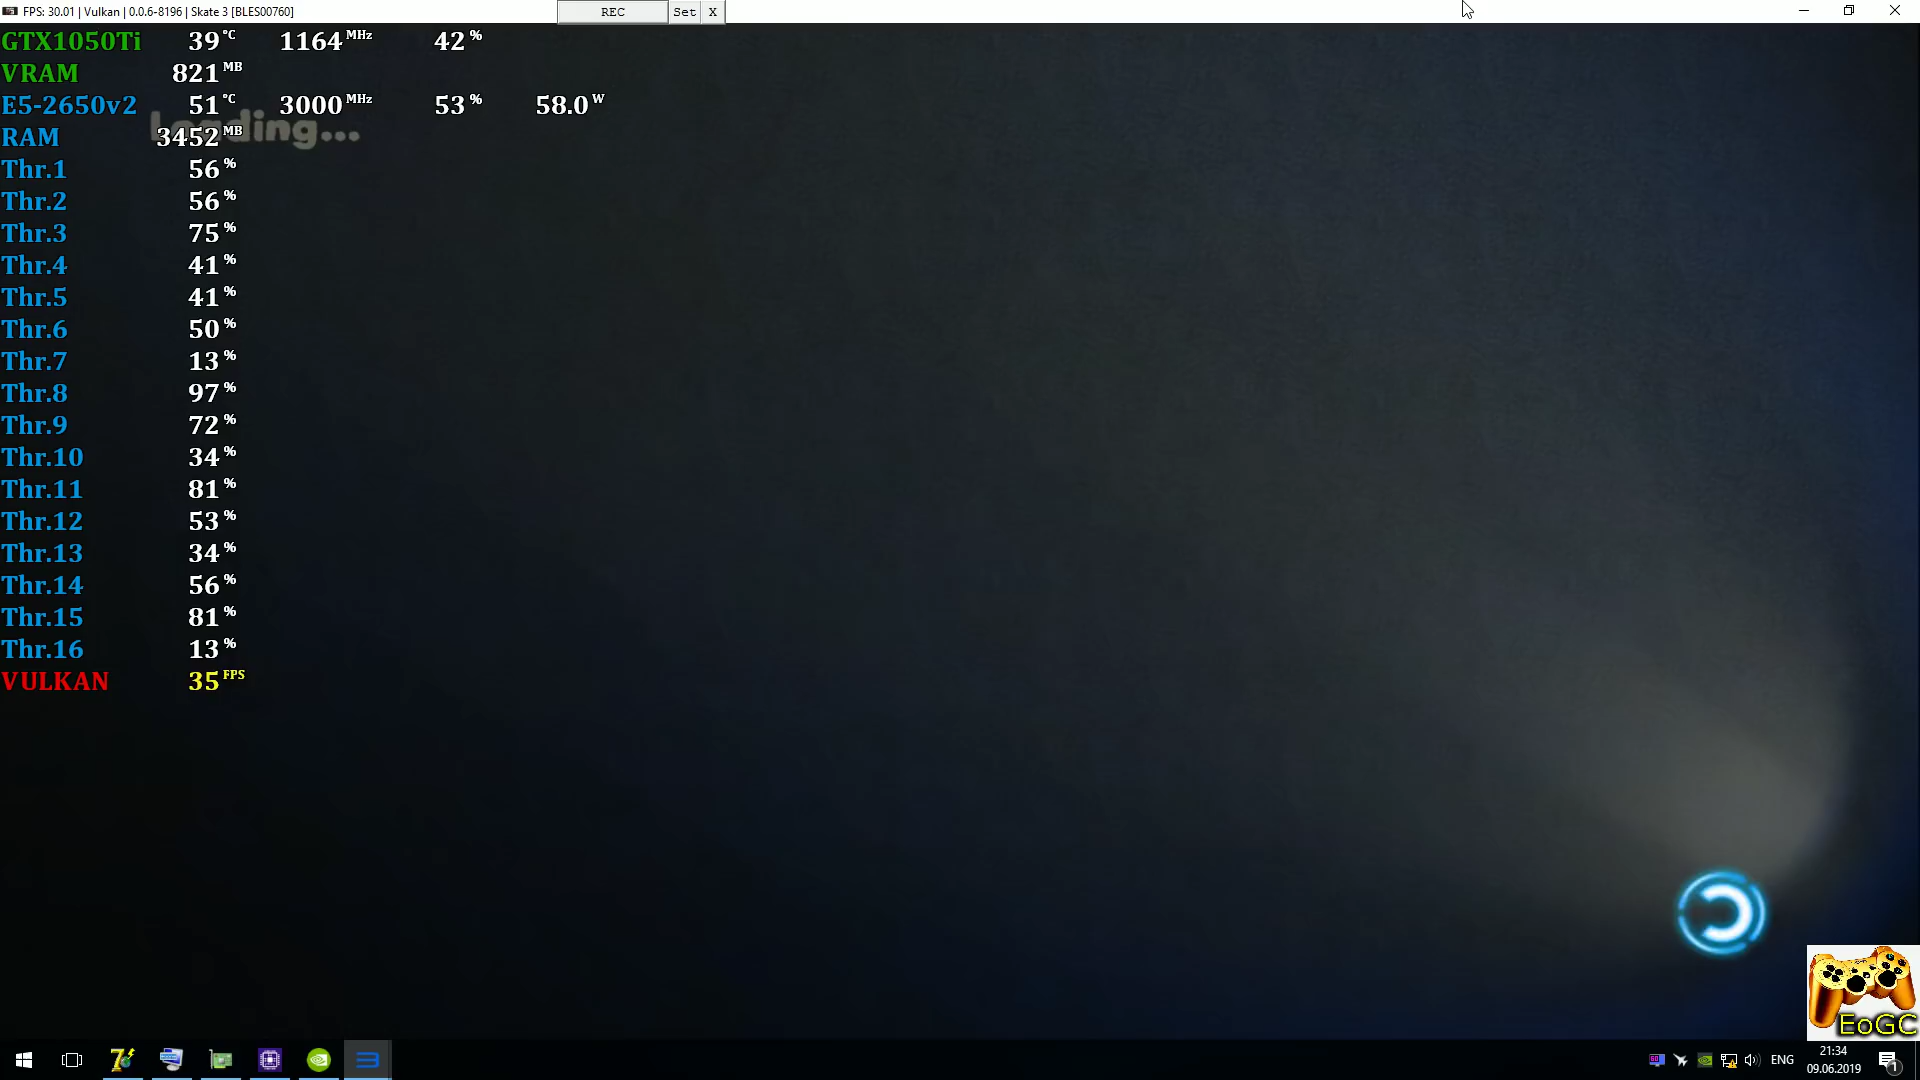 FPS: 30.01 | Vulkan | 0.0.6-8196 | Skate 3 [BLES00760]
REC Set X
GTX1050Ti 39 °C 1164 MHz 42 %
VRAM 821 MB
E5-2650v2 51 °C 3000 MHz 53 % 58.0 W
Loading...
RAM 3452 MB
Thr.1 56 %
Thr.2 56 %
Thr.3 75 %
Thr.4 41 %
Thr.5 41 %
Thr.6 50 %
Thr.7 13 %
Thr.8 97 %
Thr.9 72 %
Thr.10 34 %
Thr.11 81 %
Thr.12 53 %
Thr.13 34 %
Thr.14 56 %
Thr.15 81 %
Thr.16 13 %
VULKAN 35 FPS
EoGC
ENG 21:34
09.06.2019
1